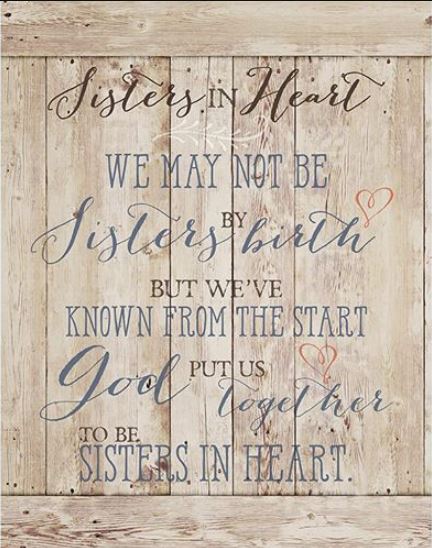 Sisters IN Heart
WE MAY NOT BE
Sisters BY birth
BUT WE'VE
KNOWN FROM THE START
God PUT US together
TO BE
SISTERS IN HEART.